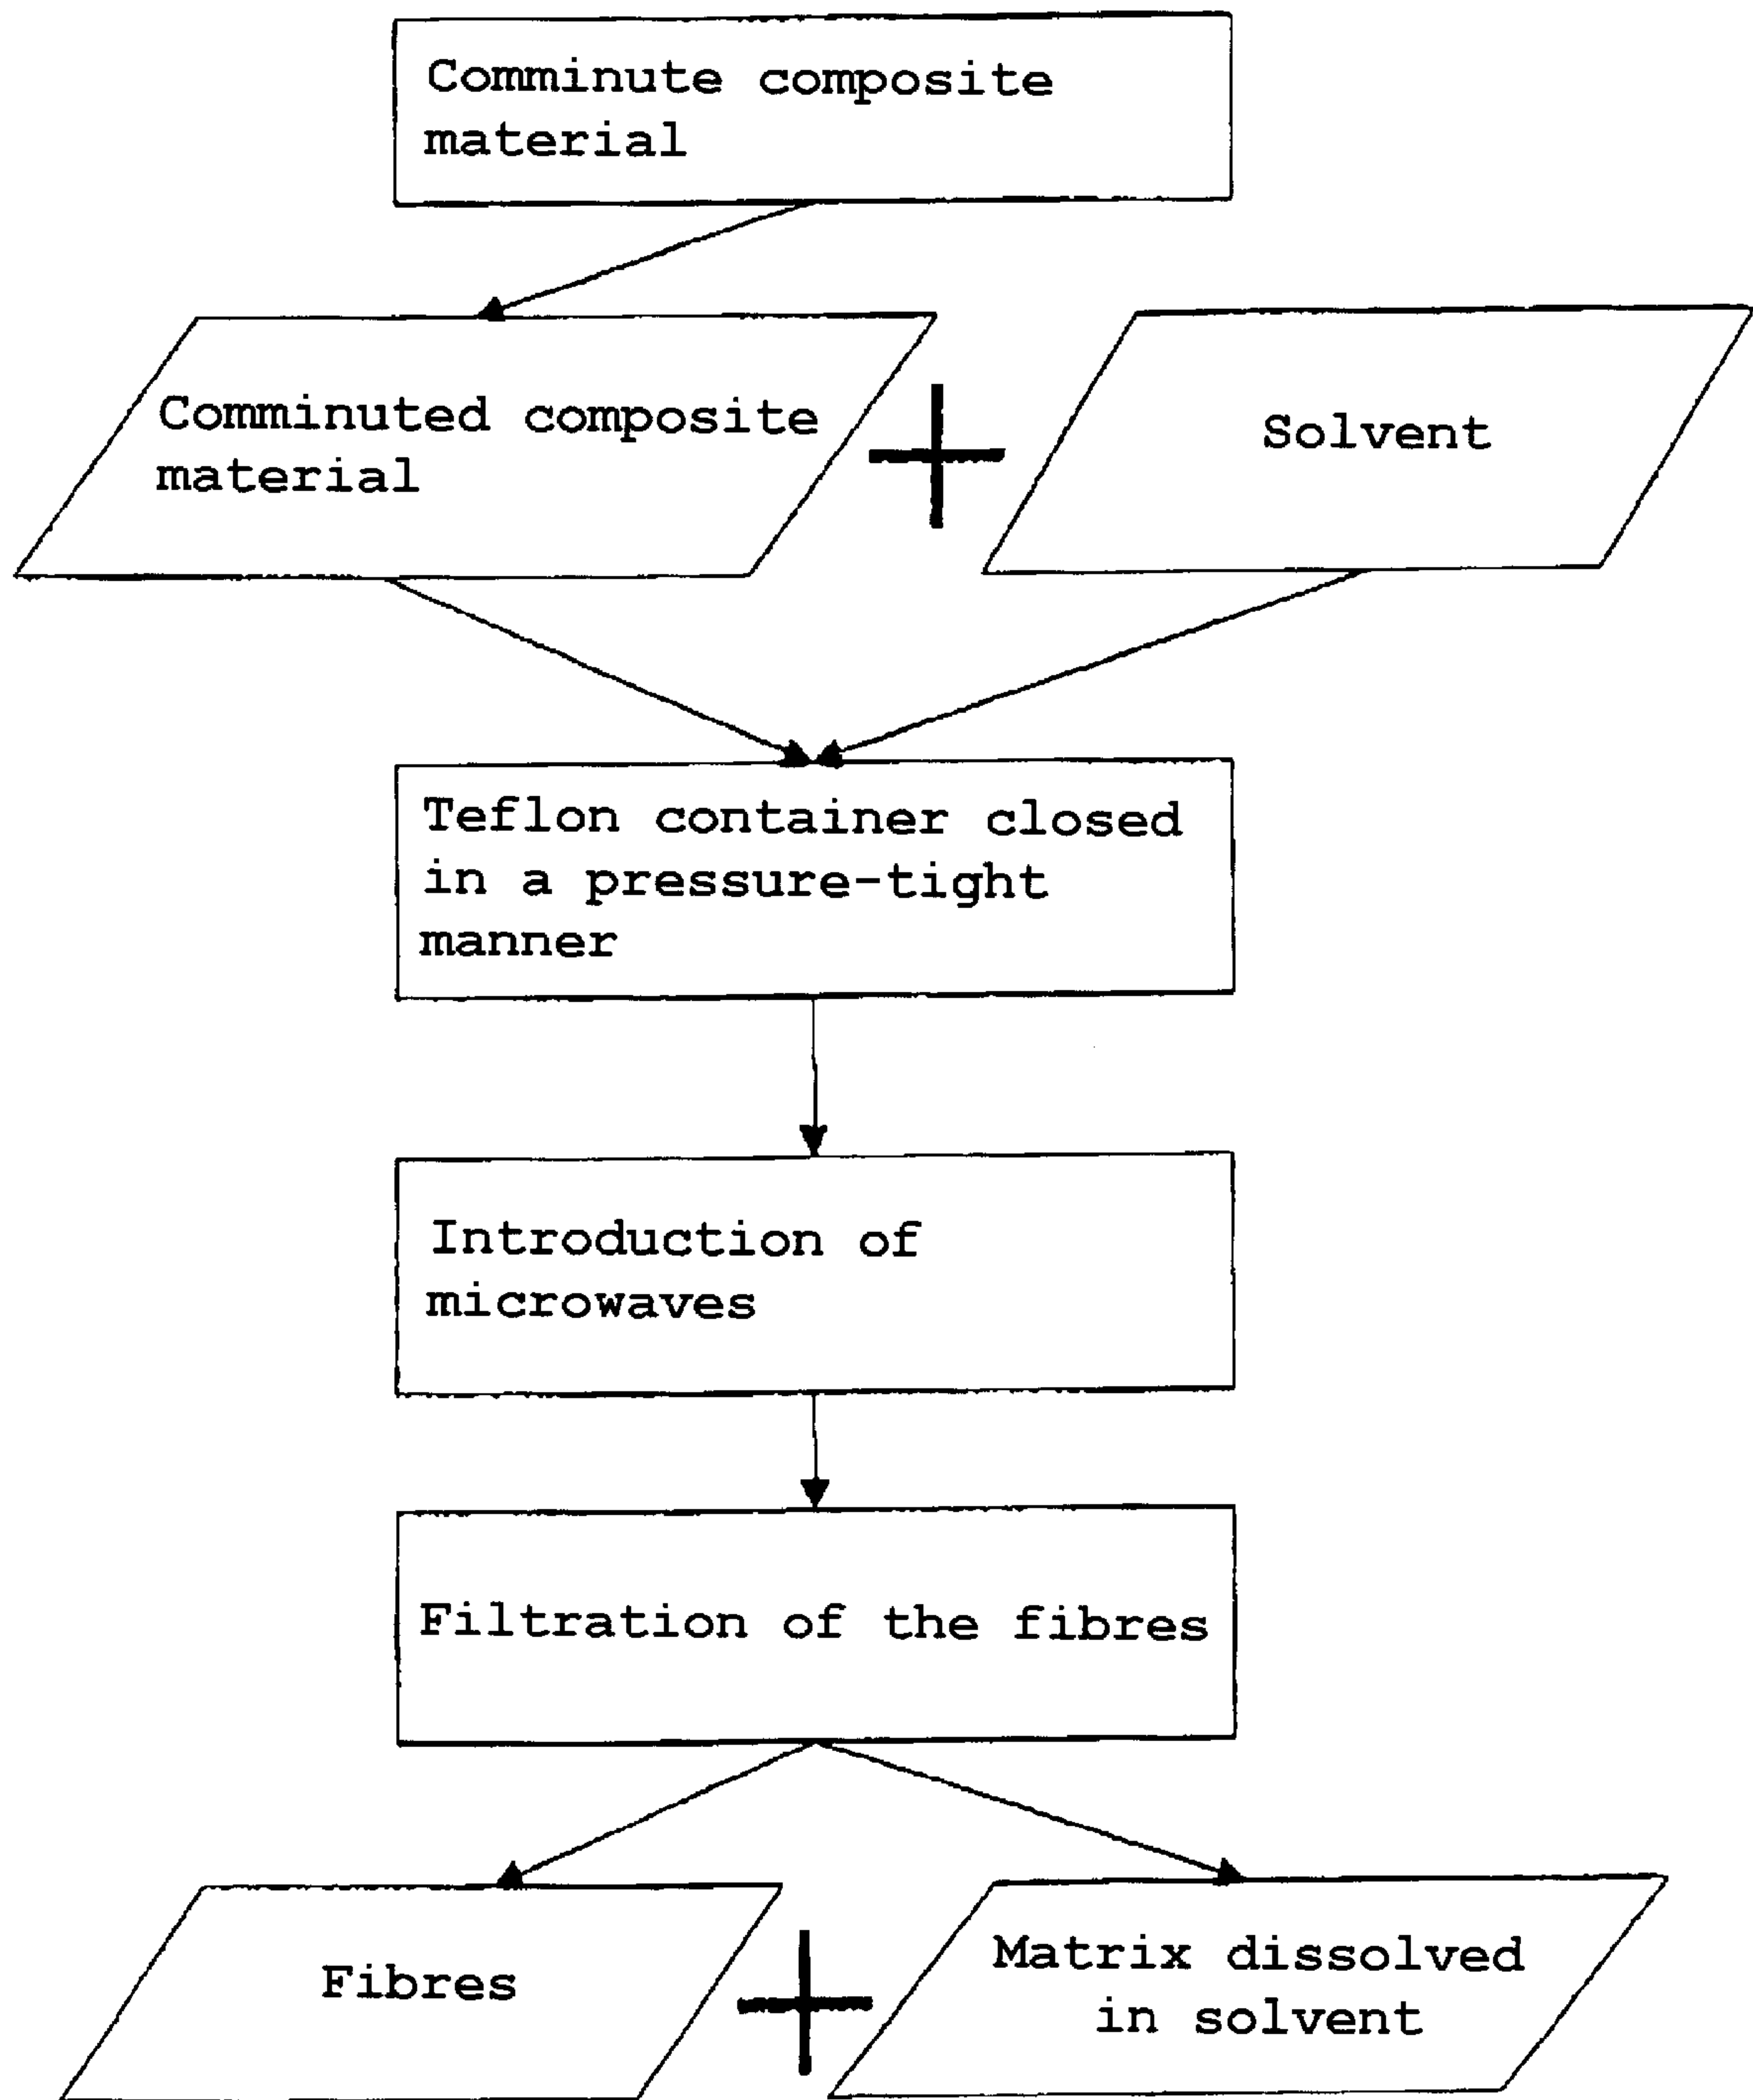 Comminute composite
material
Comminuted composite
material
+
Solvent
Teflon container closed
in a pressure-tight
manner
Introduction of
microwaves
Filtration of the fibres
Fibres
+
Matrix dissolved
in solvent